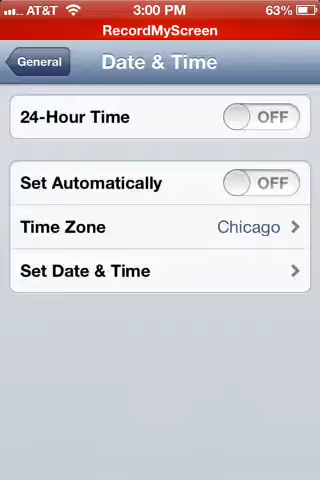 AT&T 3:00 PM 63%
RecordMyScreen
General Date & Time
24-Hour Time OFF
Set Automatically OFF
Time Zone Chicago
Set Date & Time